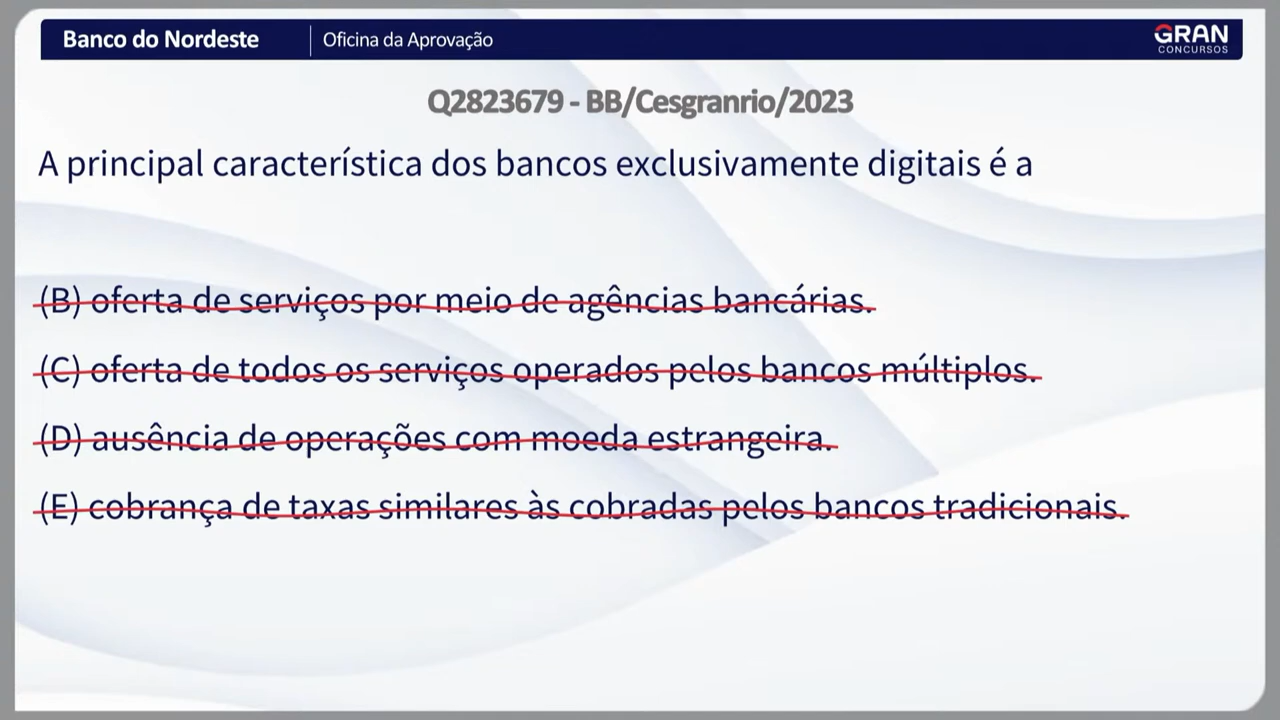 Banco do Nordeste
Oficina da Aprovação
GRAN
CONCURSOS
Q2823679 - BB/Cesgranrio/2023
A principal característica dos bancos exclusivamente digitais é a
(B) oferta de serviços por meio de agências bancárias.
(C) oferta de todos os serviços operados pelos bancos múltiplos.
(D) ausência de operações com moeda estrangeira.
(E) cobrança de taxas similares às cobradas pelos bancos tradicionais.